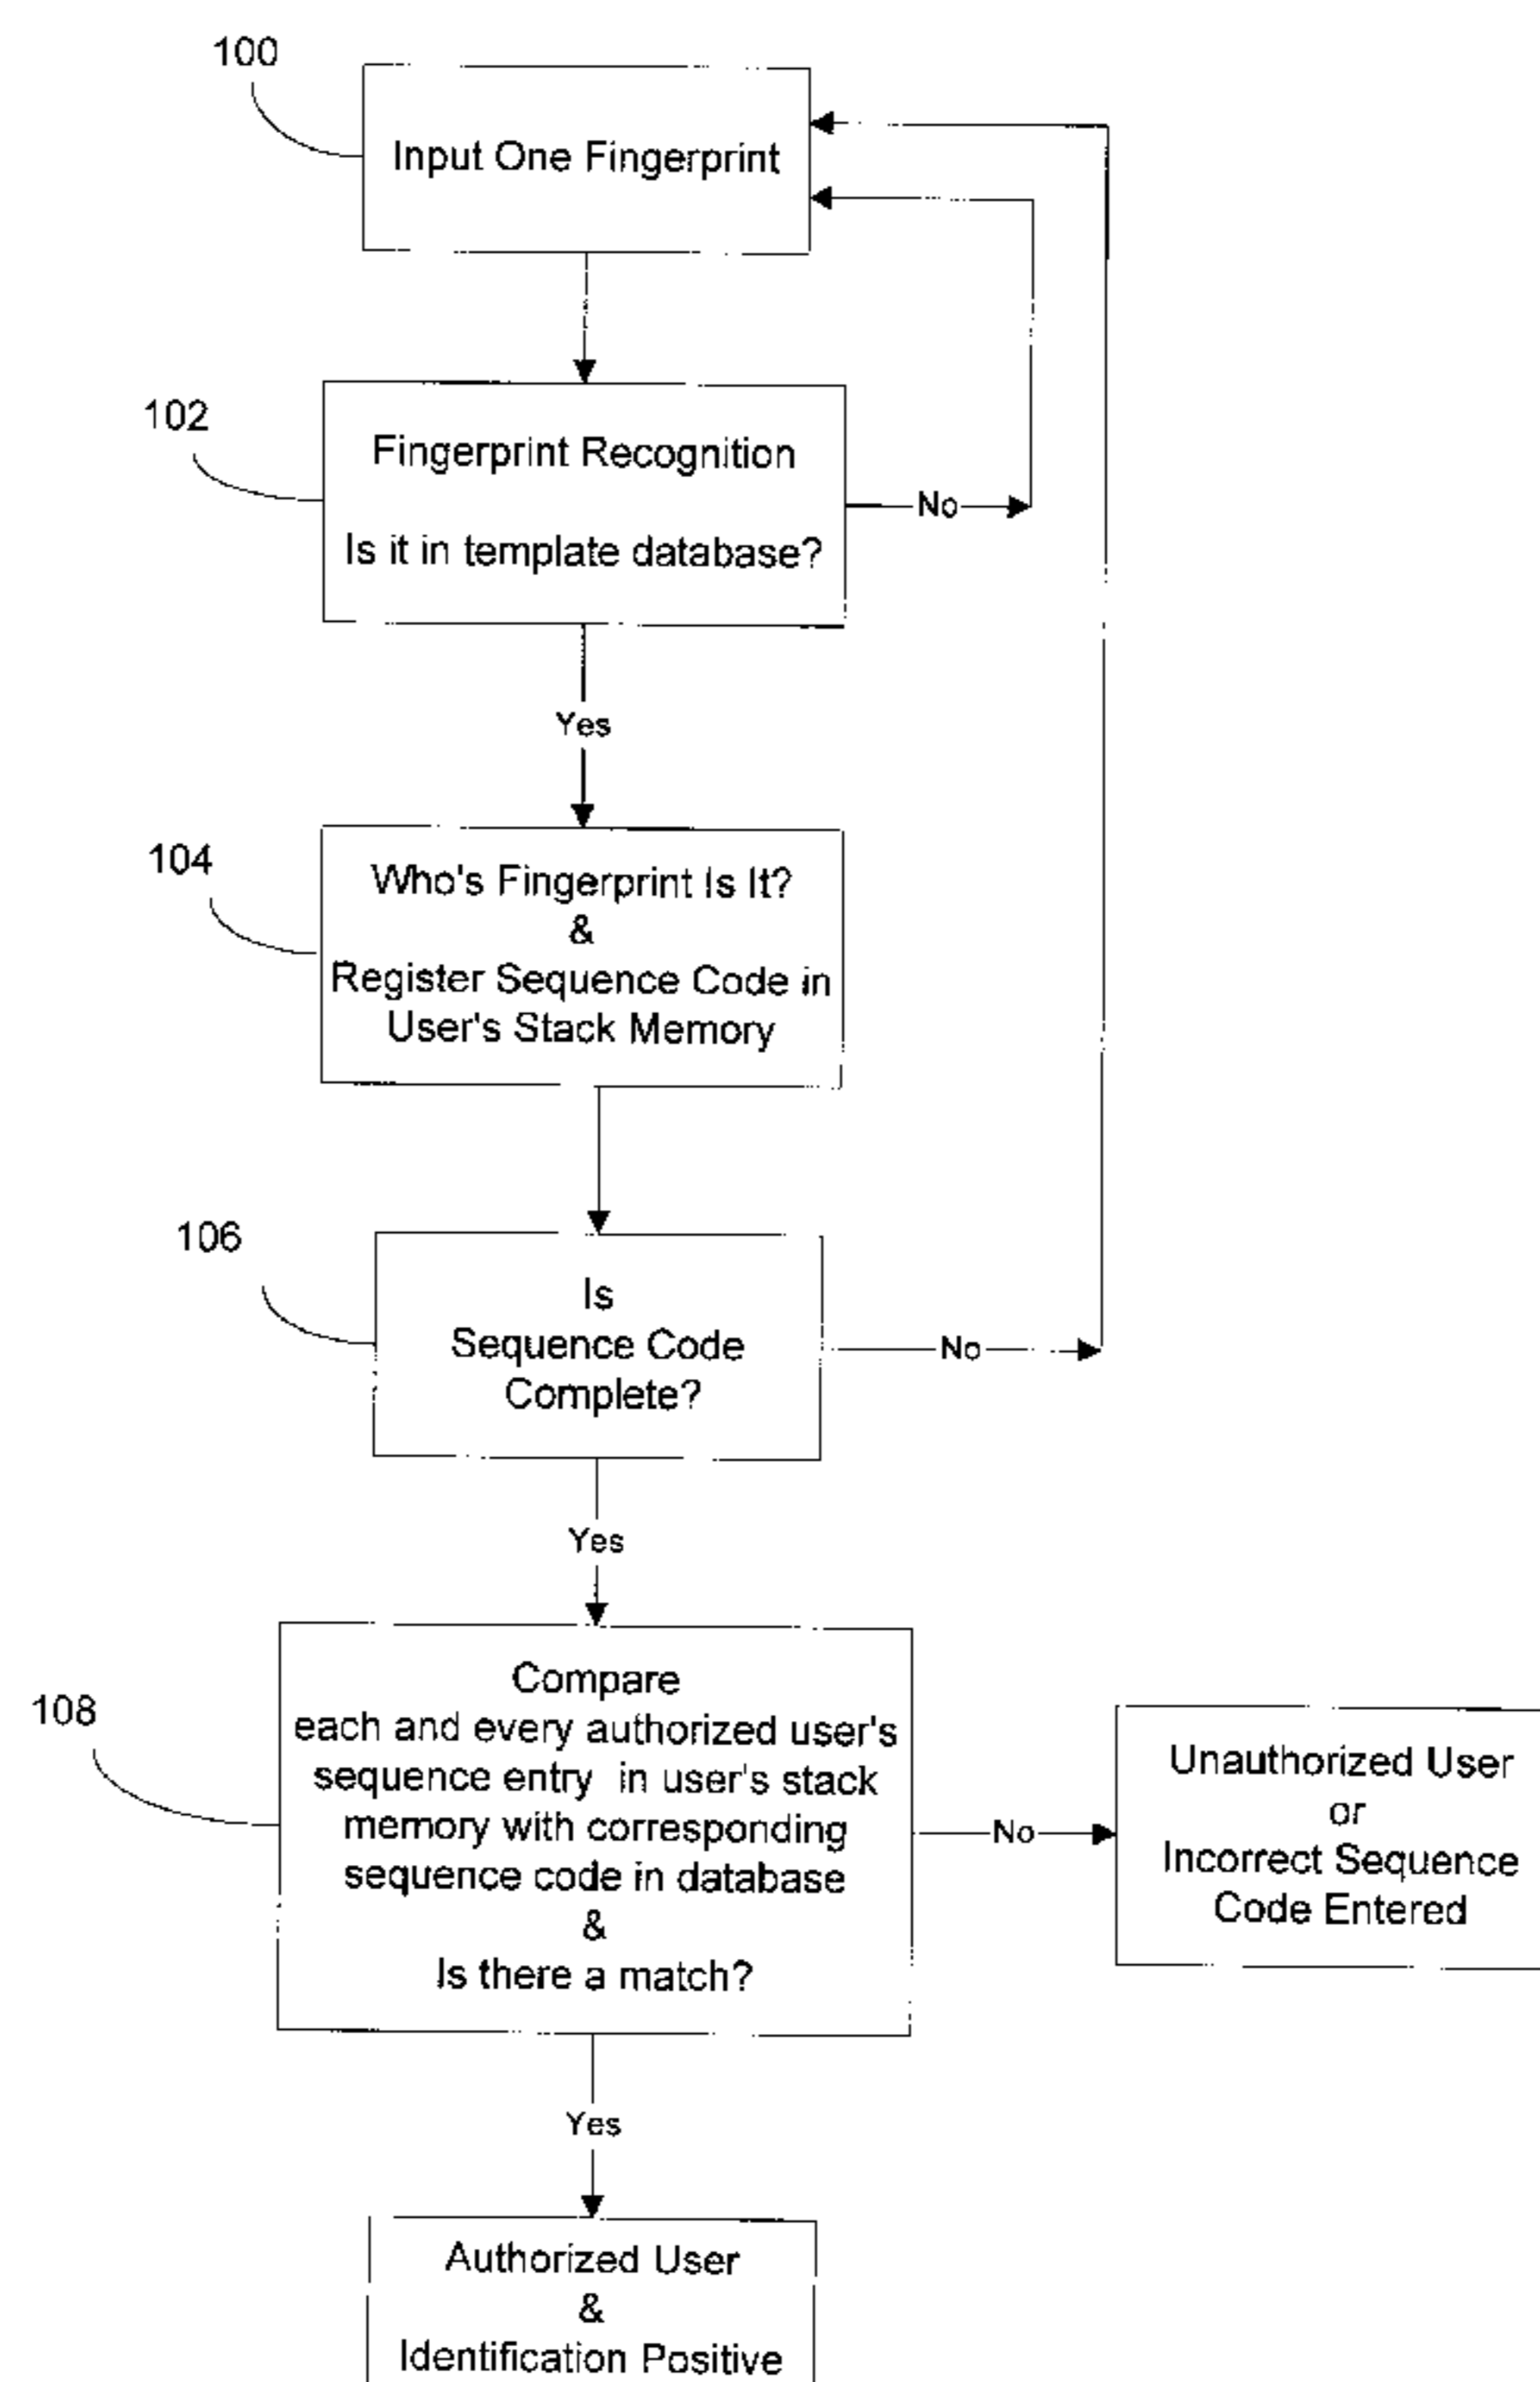 100
Input One Fingerprint
102
Fingerprint Recognition
Is it in template database?
No
Yes
104
Who's Fingerprint Is It?
&
Register Sequence Code in
User's Stack Memory
106
Is
Sequence Code
Complete?
No
Yes
108
Compare
each and every authorized user's
sequence entry in user's stack
memory with corresponding
sequence code in database
&
Is there a match?
No
Unauthorized User
or
Incorrect Sequence
Code Entered
Yes
Authorized User
&
Identification Positive